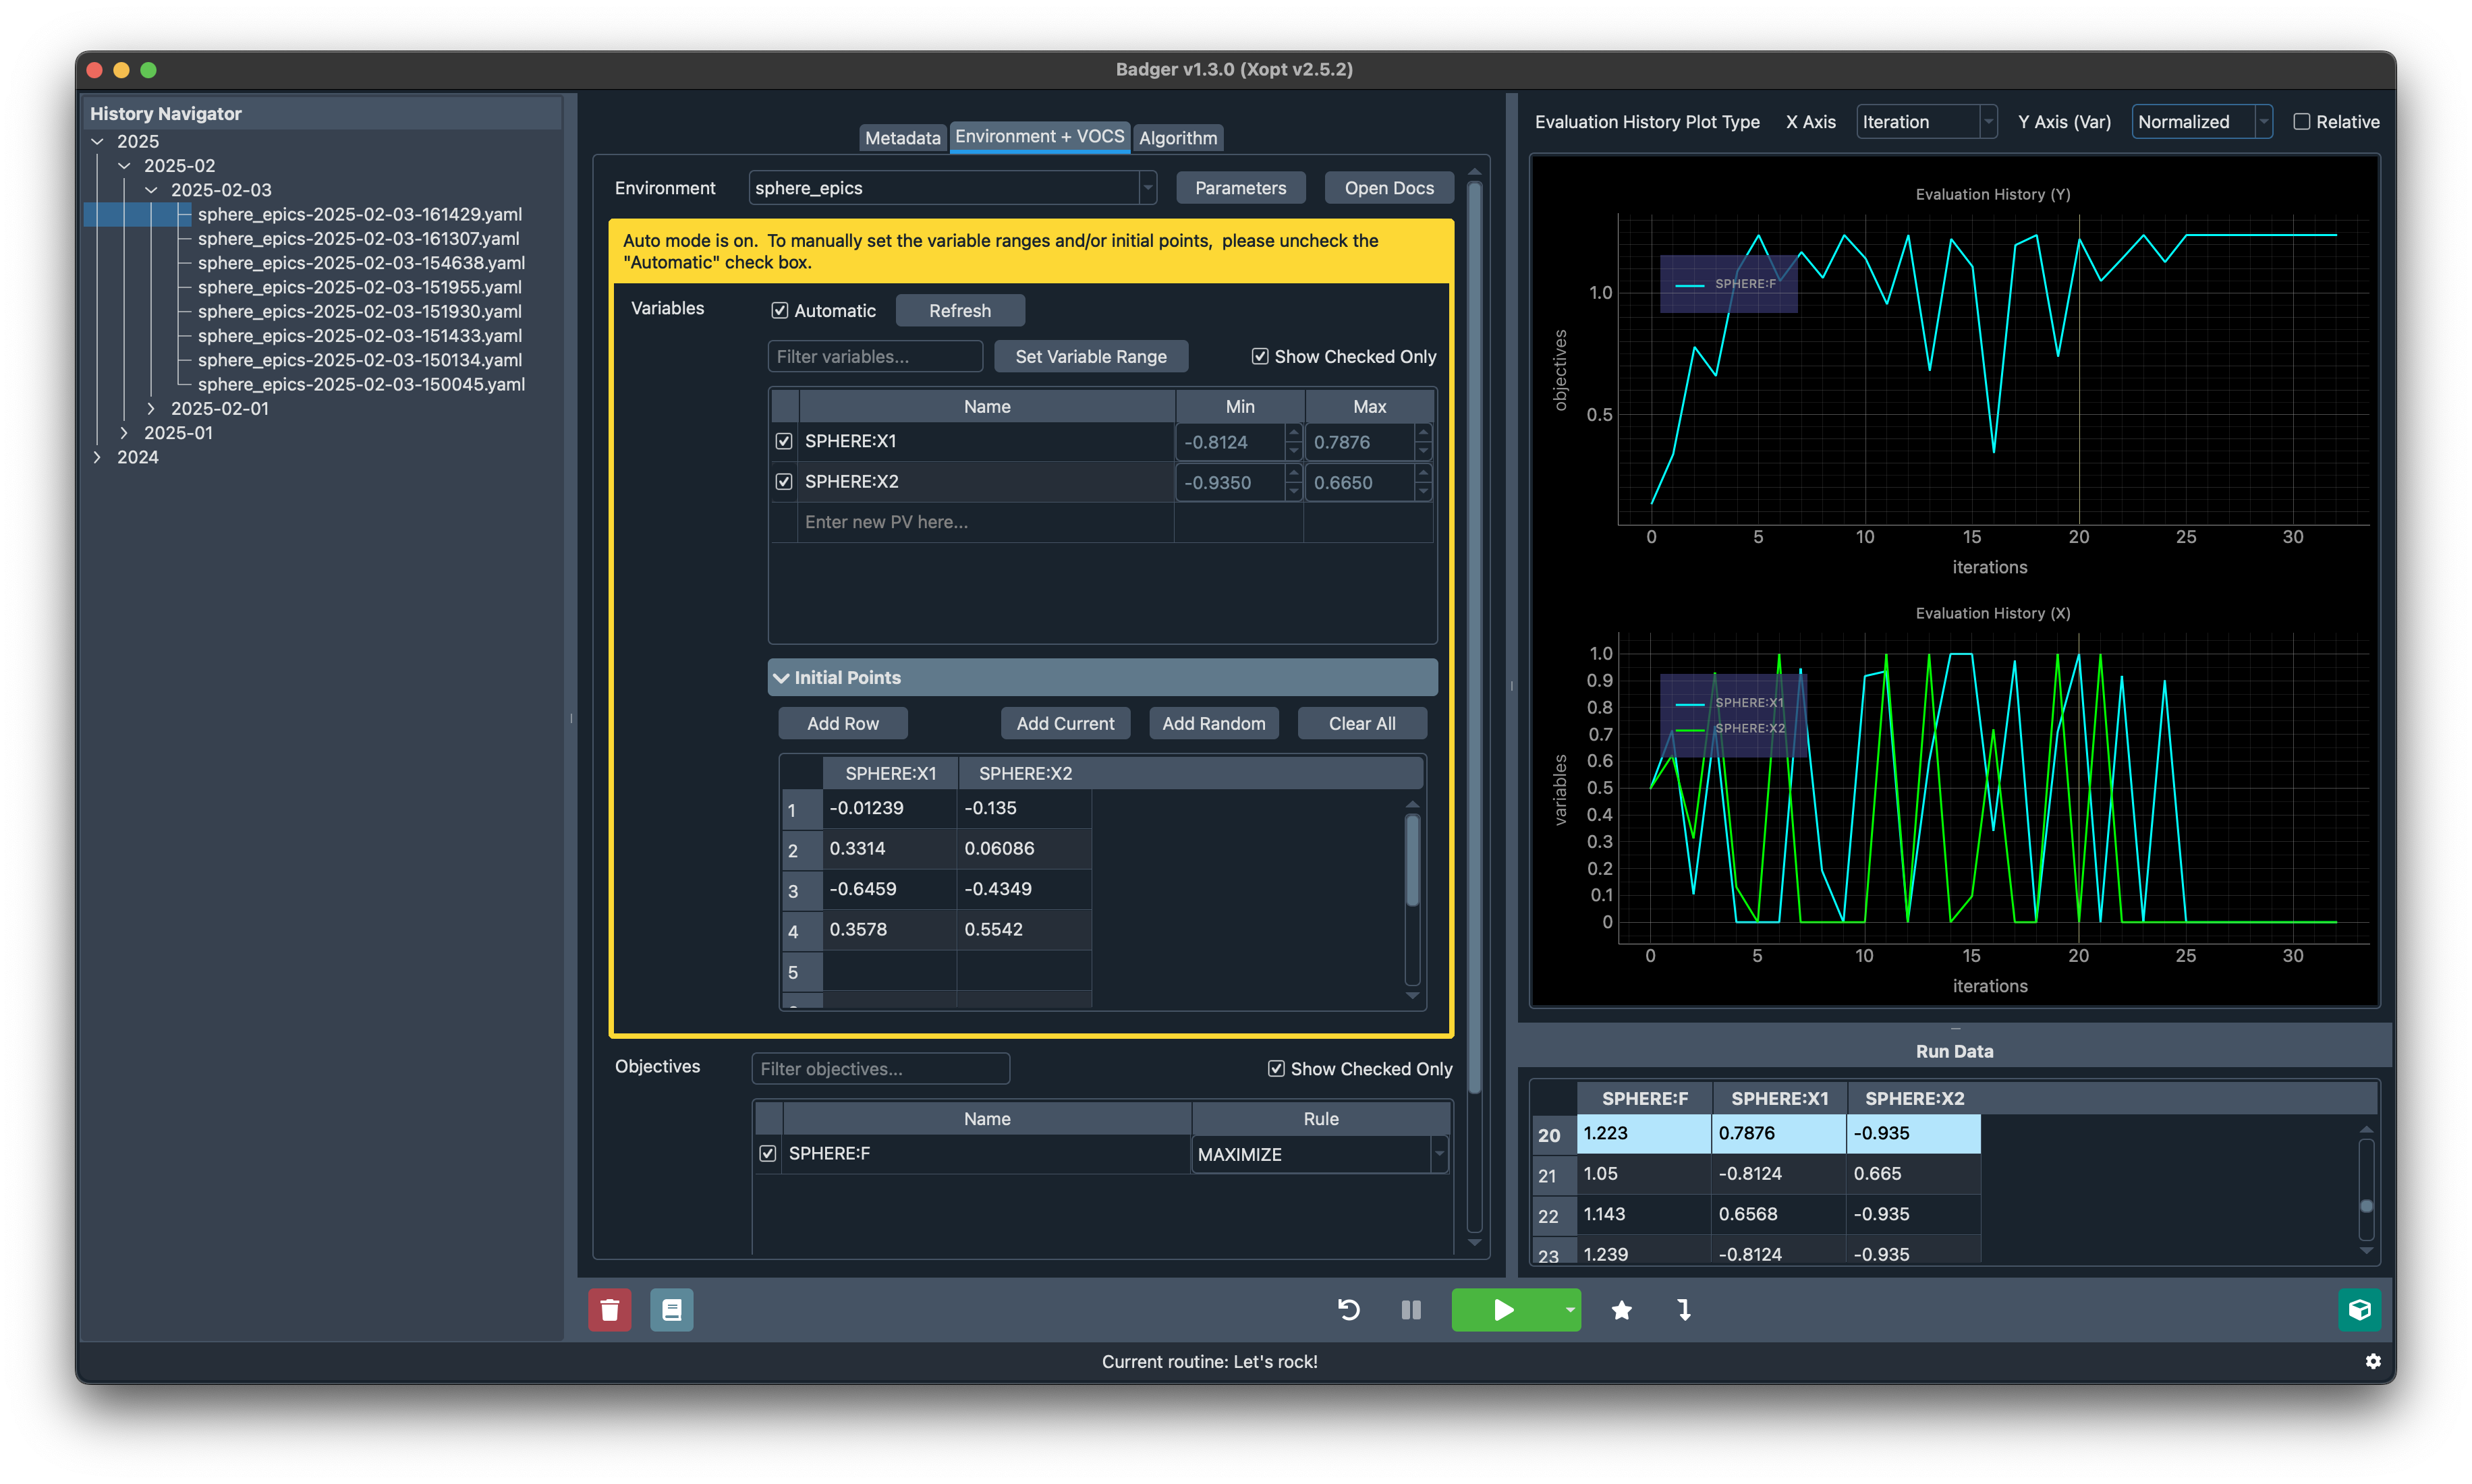 Badger v1.3.0 (Xopt v2.5.2)
History Navigator
2025
2025-02
2025-02-03
sphere_epics-2025-02-03-161429.yaml
sphere_epics-2025-02-03-161307.yaml
sphere_epics-2025-02-03-154638.yaml
sphere_epics-2025-02-03-151955.yaml
sphere_epics-2025-02-03-151930.yaml
sphere_epics-2025-02-03-151433.yaml
sphere_epics-2025-02-03-150134.yaml
sphere_epics-2025-02-03-150045.yaml
2025-02-01
2025-01
2024
Metadata Environment + VOCS Algorithm
Environment sphere_epics Parameters Open Docs
Auto mode is on. To manually set the variable ranges and/or initial points, please uncheck the
"Automatic" check box.
Variables Automatic Refresh
Filter variables... Set Variable Range Show Checked Only
Name Min Max
SPHERE:X1 -0.8124 0.7876
SPHERE:X2 -0.9350 0.6650
Enter new PV here...
Initial Points
Add Row Add Current Add Random Clear All
SPHERE:X1 SPHERE:X2
1 -0.01239 -0.135
2 0.3314 0.06086
3 -0.6459 -0.4349
4 0.3578 0.5542
5
Objectives Filter objectives... Show Checked Only
Name Rule
SPHERE:F MAXIMIZE
Evaluation History Plot Type X Axis Iteration Y Axis (Var) Normalized Relative
Evaluation History (Y)
SPHERE:F
1.0
0.5
objectives
0 5 10 15 20 25 30
iterations
Evaluation History (X)
SPHERE:X1
SPHERE:X2
1.0
0.9
0.8
0.7
0.6
0.5
0.4
0.3
0.2
0.1
0
variables
0 5 10 15 20 25 30
iterations
Run Data
SPHERE:F SPHERE:X1 SPHERE:X2
20 1.223 0.7876 -0.935
21 1.05 -0.8124 0.665
22 1.143 0.6568 -0.935
23 1.239 -0.8124 -0.935
Current routine: Let's rock!